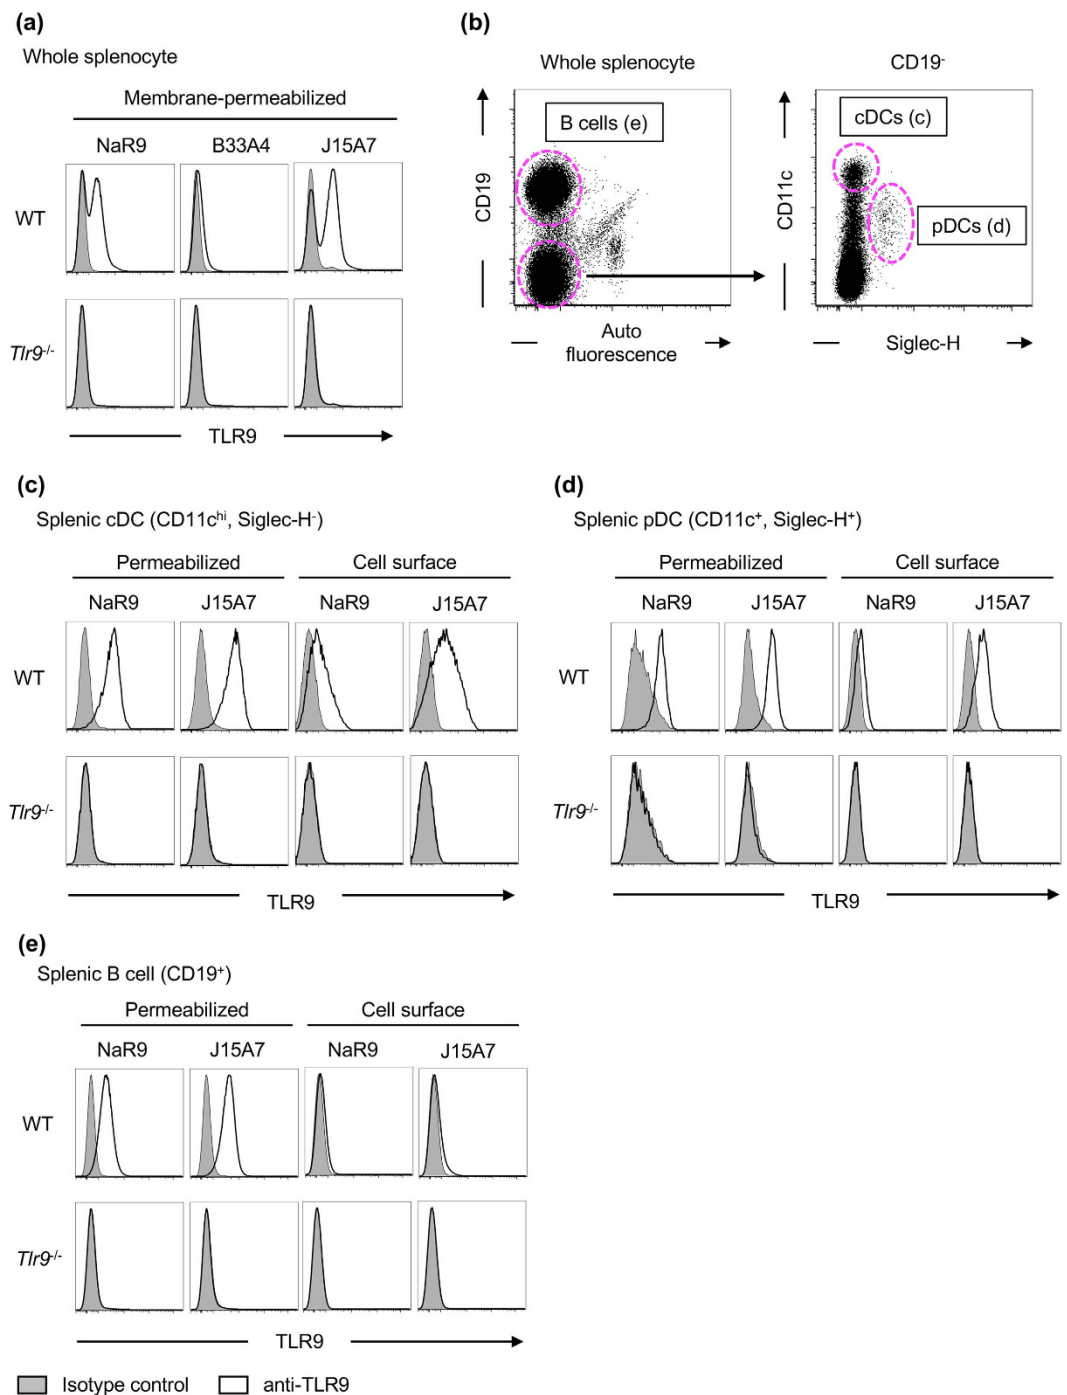 (a)
Whole splenocyte
Membrane-permeabilized
NaR9 B33A4 J15A7
WT
Tlr9-/-
TLR9
(b)
Whole splenocyte CD19-
B cells (e)
cDCs (c)
pDCs (d)
CD19
CD11c
Auto
fluorescence
Siglec-H
(c)
Splenic cDC (CD11chi, Siglec-H-)
Permeabilized Cell surface
NaR9 J15A7 NaR9 J15A7
WT
Tlr9-/-
TLR9
(d)
Splenic pDC (CD11c+, Siglec-H+)
Permeabilized Cell surface
NaR9 J15A7 NaR9 J15A7
WT
Tlr9-/-
TLR9
(e)
Splenic B cell (CD19+)
Permeabilized Cell surface
NaR9 J15A7 NaR9 J15A7
WT
Tlr9-/-
TLR9
Isotype control anti-TLR9